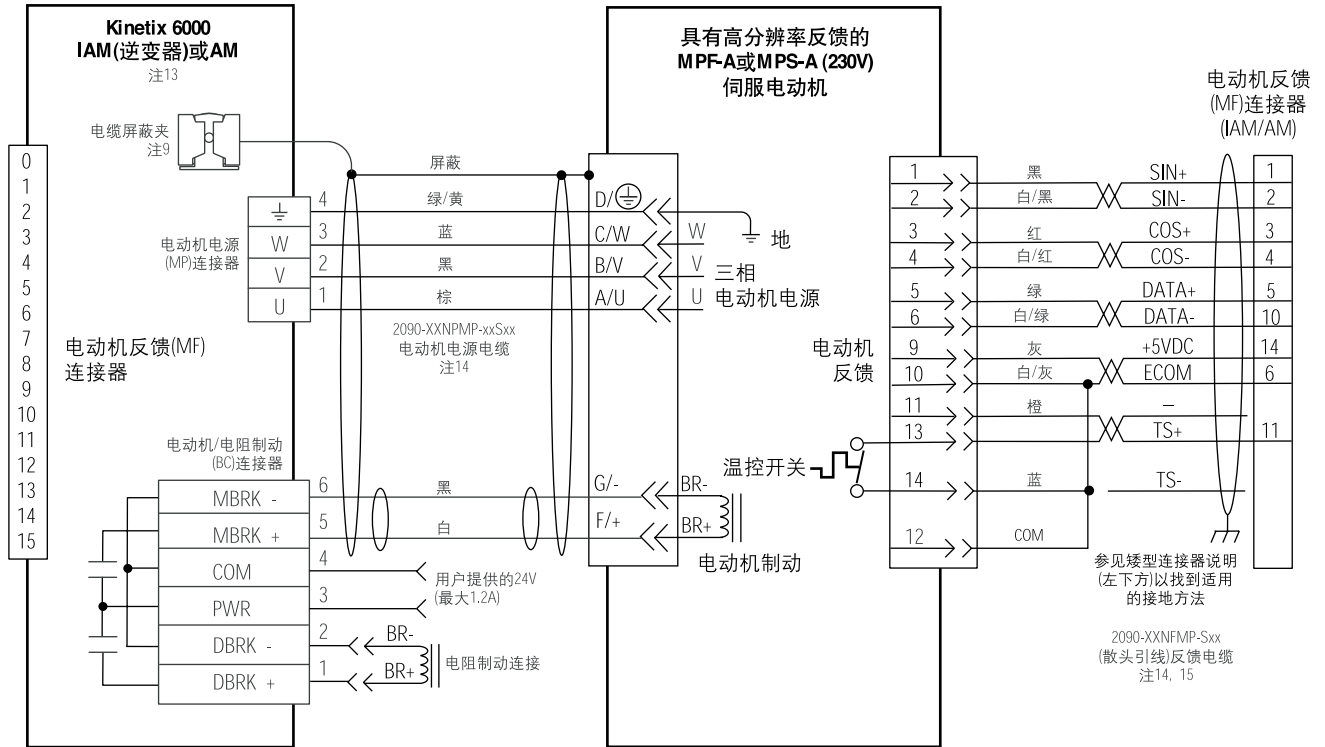 Kinetix 6000
IAM(逆变器)或AM
注13
电缆屏蔽夹
注9
0
1
2
3
4
5
6
7
8
9
10
11
12
13
14
15
电动机反馈(MF)
连接器
电动机电源
(MP)连接器
W
V
U
4
3
2
1
屏蔽
绿/黄
蓝
黑
棕
2090-XXNPMP-xxSxx
电动机电源电缆
注14
电动机/电阻制动
(BC)连接器
MBRK -
MBRK +
COM
PWR
DBRK -
DBRK +
6
5
4
3
2
1
黑
白
用户提供的24V
(最大1.2A)
BR-
BR+
电阻制动连接
具有高分辨率反馈的
MPF-A或MPS-A (230V)
伺服电动机
D/
C/W
B/V
A/U
W
V
U
地
三相
电动机电源
G/-
F/+
BR-
BR+
电动机制动
电动机
反馈
温控开关
1
2
3
4
5
6
9
10
11
13
14
12
黑
白/黑
红
白/红
绿
白/绿
灰
白/灰
橙
蓝
COM
SIN+
SIN-
COS+
COS-
DATA+
DATA-
+5VDC
ECOM
–
TS+
TS-
电动机反馈
(MF)连接器
(IAM/AM)
1
2
3
4
5
10
14
6
11
参见矮型连接器说明
(左下方)以找到适用
的接地方法
2090-XXNFMP-Sxx
(散头引线)反馈电缆
注14, 15